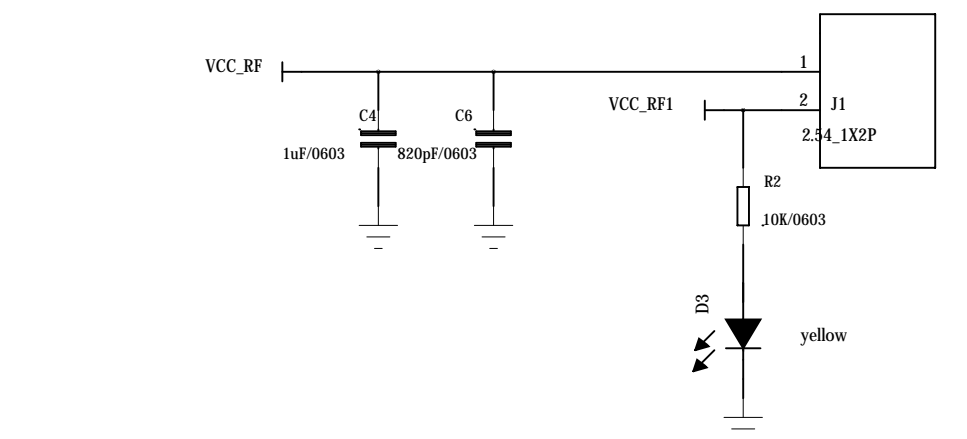 VCC_RF
1
VCC_RF1
2
J1
C4
C6
2.54_1X2P
1uF/0603
820pF/0603
R2
10K/0603
D3
yellow